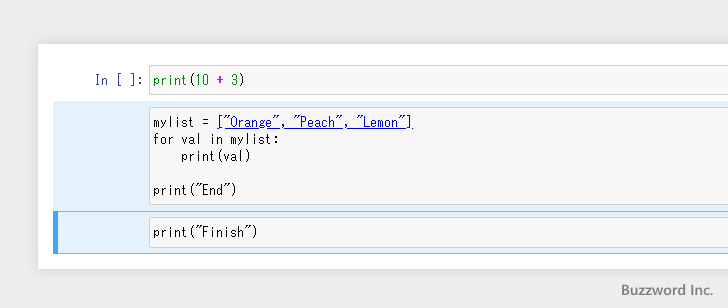 In [ ]: print(10 + 3)
mylist = ["Orange", "Peach", "Lemon"]
for val in mylist:
    print(val)
print("End")
print("Finish")
Buzzword Inc.